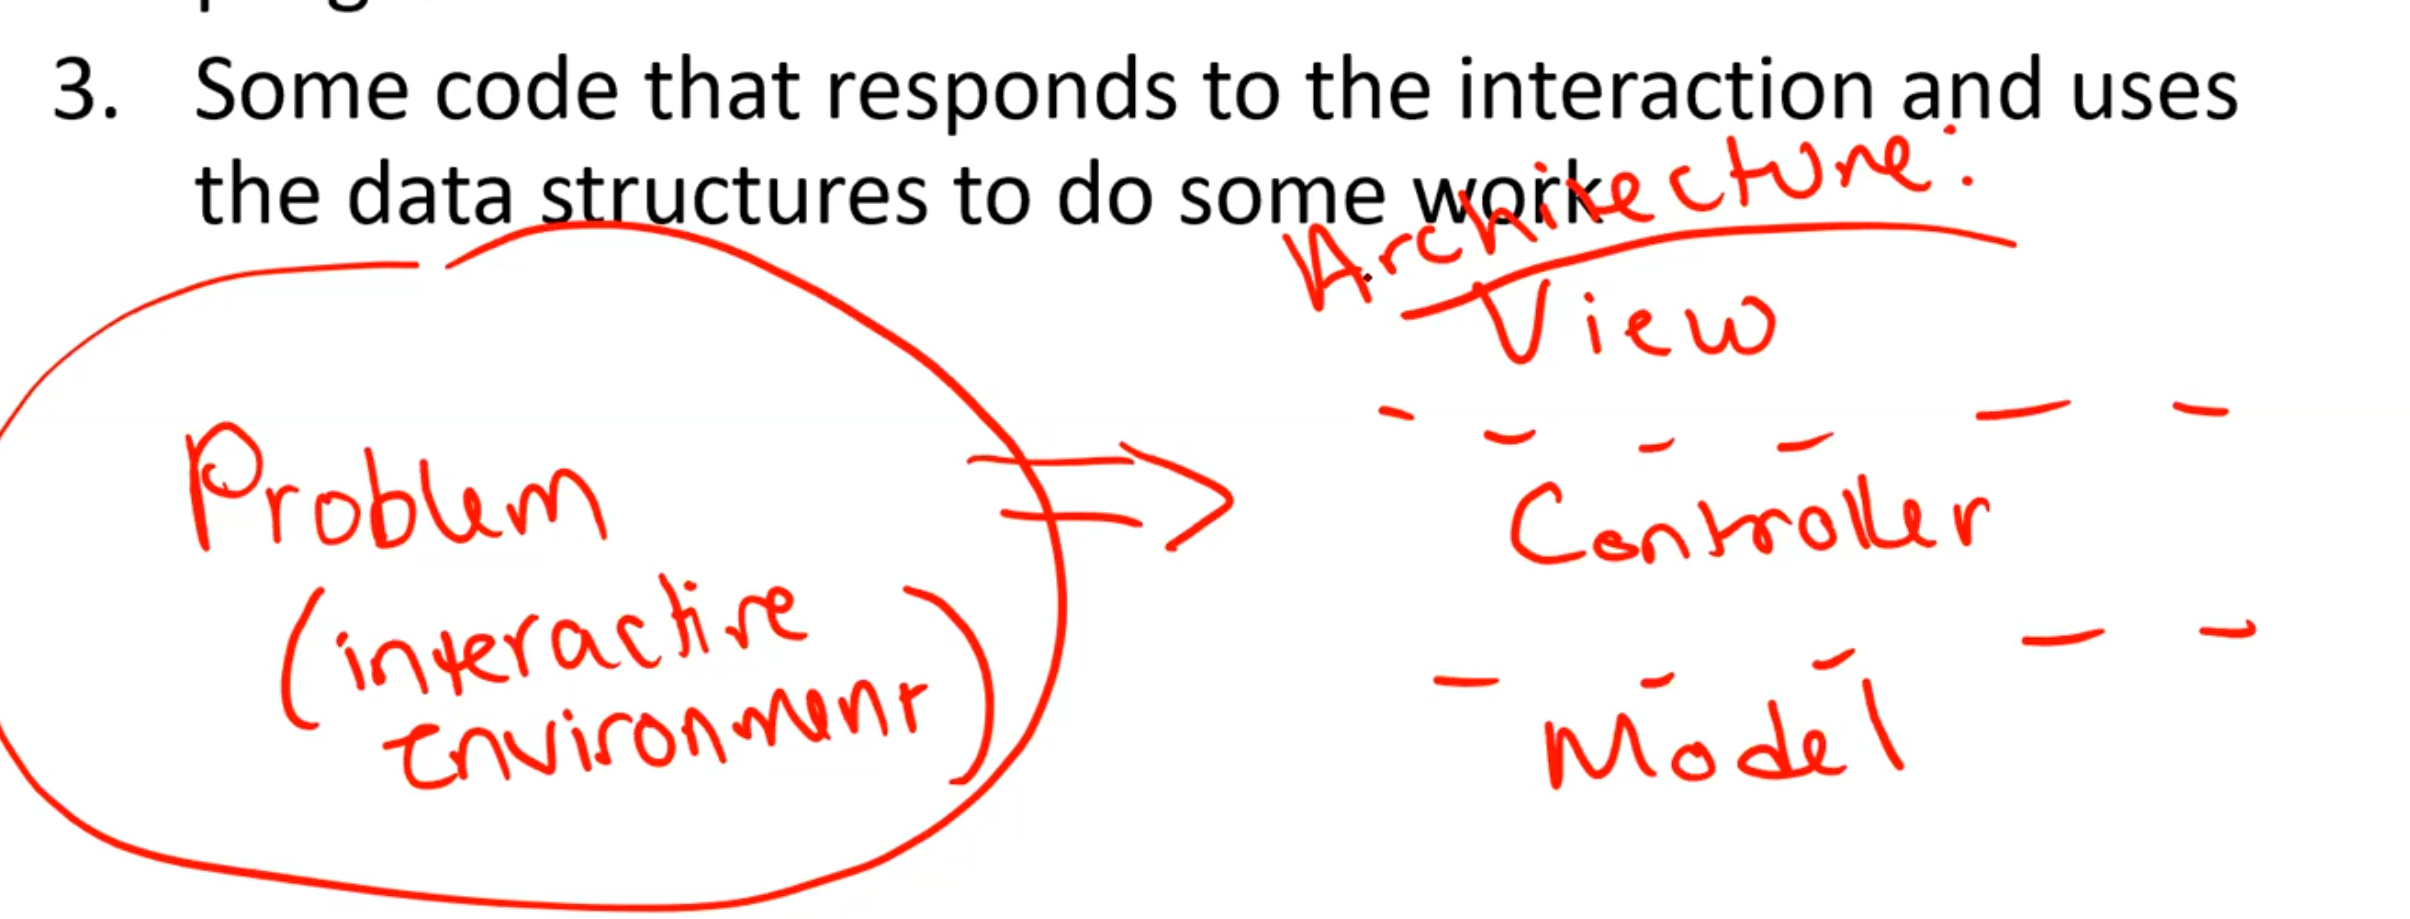 3. Some code that responds to the interaction and uses
the data structures to do some work
Architecture:
View
Controller
Model
Problem
(interactive
environment)